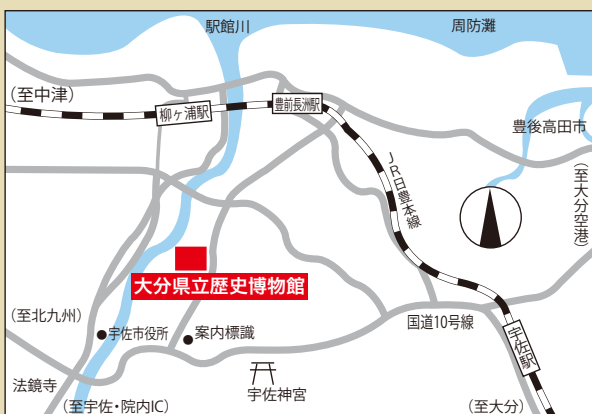 駅館川
周防灘
(至中津)
柳ヶ浦駅
豊前長洲駅
豊後高田市
JR日豊本線
(至大分空港)
大分県立歴史博物館
(至北九州)
宇佐市役所
案内標識
国道10号線
宇佐駅
法鏡寺
宇佐神宮
(至宇佐・院内IC)
(至大分)